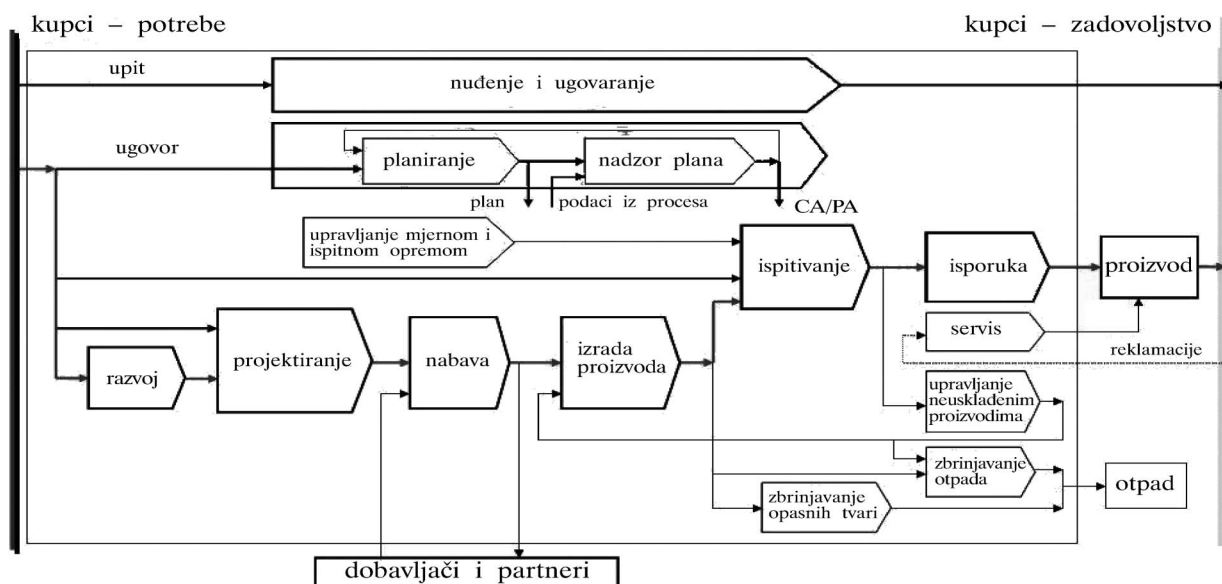 kupci – potrebe
kupci – zadovoljstvo
upit
nuđenje i ugovaranje
ugovor
planiranje
nadzor plana
plan
podaci iz procesa
CA/PA
upravljanje mjernom i
ispitnom opremom
ispitivanje
isporuka
proizvod
servis
reklamacije
razvoj
projektiranje
nabava
izrada
proizvoda
upravljanje
neusklađenim
proizvodima
zbrinjavanje
otpada
otpad
zbrinjavanje
opasnih tvari
dobavljači i partneri